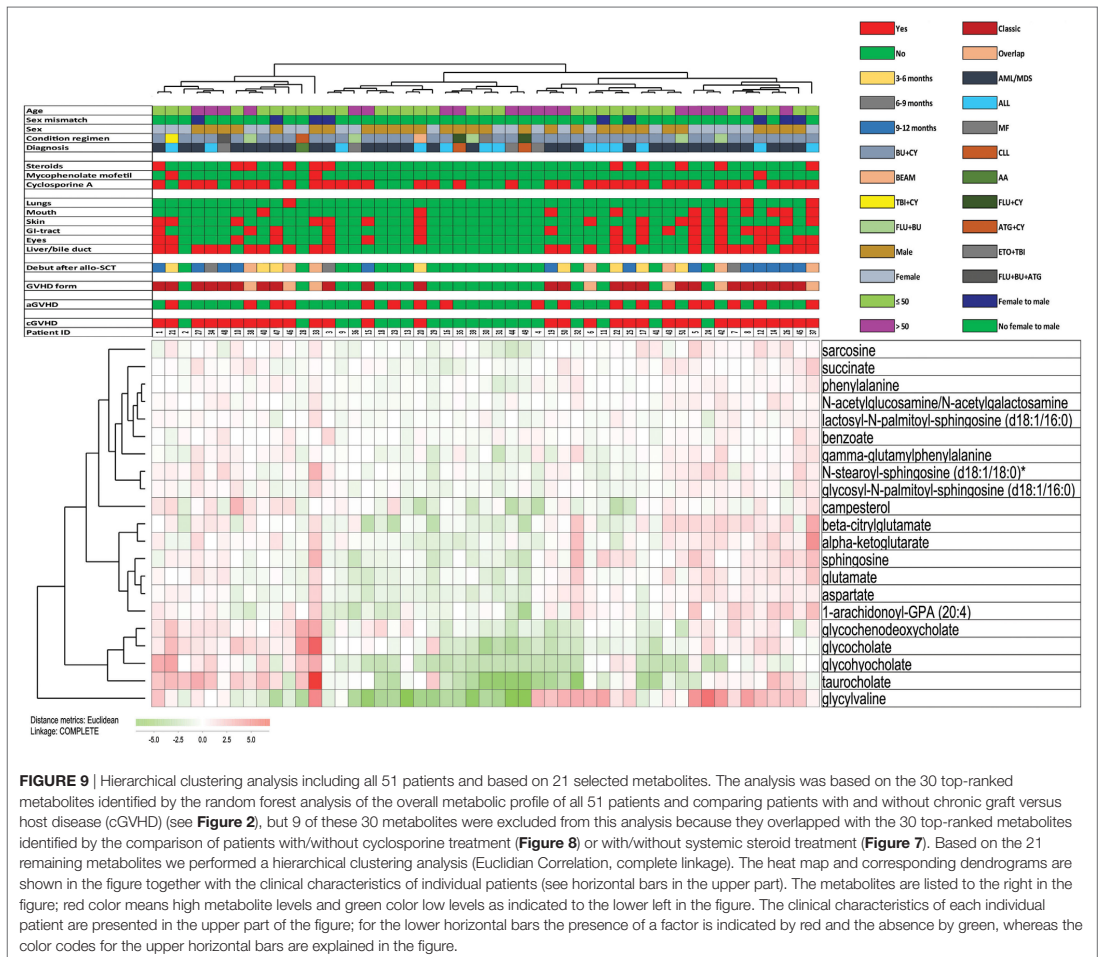 Yes
Classic
No
Overlap
3-6 months
AML/MDS
6-9 months
ALL
9-12 months
MF
BU+CY
CLL
BEAM
AA
TBI+CY
FLU+CY
FLU+BU
ATG+CY
Male
ETO+TBI
Female
FLU+BU+ATG
≤ 50
Female to male
> 50
No female to male
Age
Sex mismatch
Sex
Condition regimen
Diagnosis
Steroids
Mycophenolate mofetil
Cyclosporine A
Lungs
Mouth
Skin
GI-tract
Eyes
Liver/bile duct
Debut after allo-SCT
GVHD form
aGVHD
cGVHD
Patient ID
sarcosine
succinate
phenylalanine
N-acetylglucosamine/N-acetylgalactosamine
lactosyl-N-palmitoyl-sphingosine (d18:1/16:0)
benzoate
gamma-glutamylphenylalanine
N-stearoyl-sphingosine (d18:1/18:0)*
glycosyl-N-palmitoyl-sphingosine (d18:1/16:0)
campesterol
beta-citrylglutamate
alpha-ketoglutarate
sphingosine
glutamate
aspartate
1-arachidonoyl-GPA (20:4)
glycochenodeoxycholate
glycocholate
glycohyocholate
taurocholate
glycylvaline
Distance metrics: Euclidean
Linkage: COMPLETE
-5.0 -2.5 0.0 2.5 5.0
FIGURE 9 | Hierarchical clustering analysis including all 51 patients and based on 21 selected metabolites. The analysis was based on the 30 top-ranked
metabolites identified by the random forest analysis of the overall metabolic profile of all 51 patients and comparing patients with and without chronic graft versus
host disease (cGVHD) (see Figure 2), but 9 of these 30 metabolites were excluded from this analysis because they overlapped with the 30 top-ranked metabolites
identified by the comparison of patients with/without cyclosporine treatment (Figure 8) or with/without systemic steroid treatment (Figure 7). Based on the 21
remaining metabolites we performed a hierarchical clustering analysis (Euclidian Correlation, complete linkage). The heat map and corresponding dendrograms are
shown in the figure together with the clinical characteristics of individual patients (see horizontal bars in the upper part). The metabolites are listed to the right in the
figure; red color means high metabolite levels and green color low levels as indicated to the lower left in the figure. The clinical characteristics of each individual
patient are presented in the upper part of the figure; for the lower horizontal bars the presence of a factor is indicated by red and the absence by green, whereas the
color codes for the upper horizontal bars are explained in the figure.